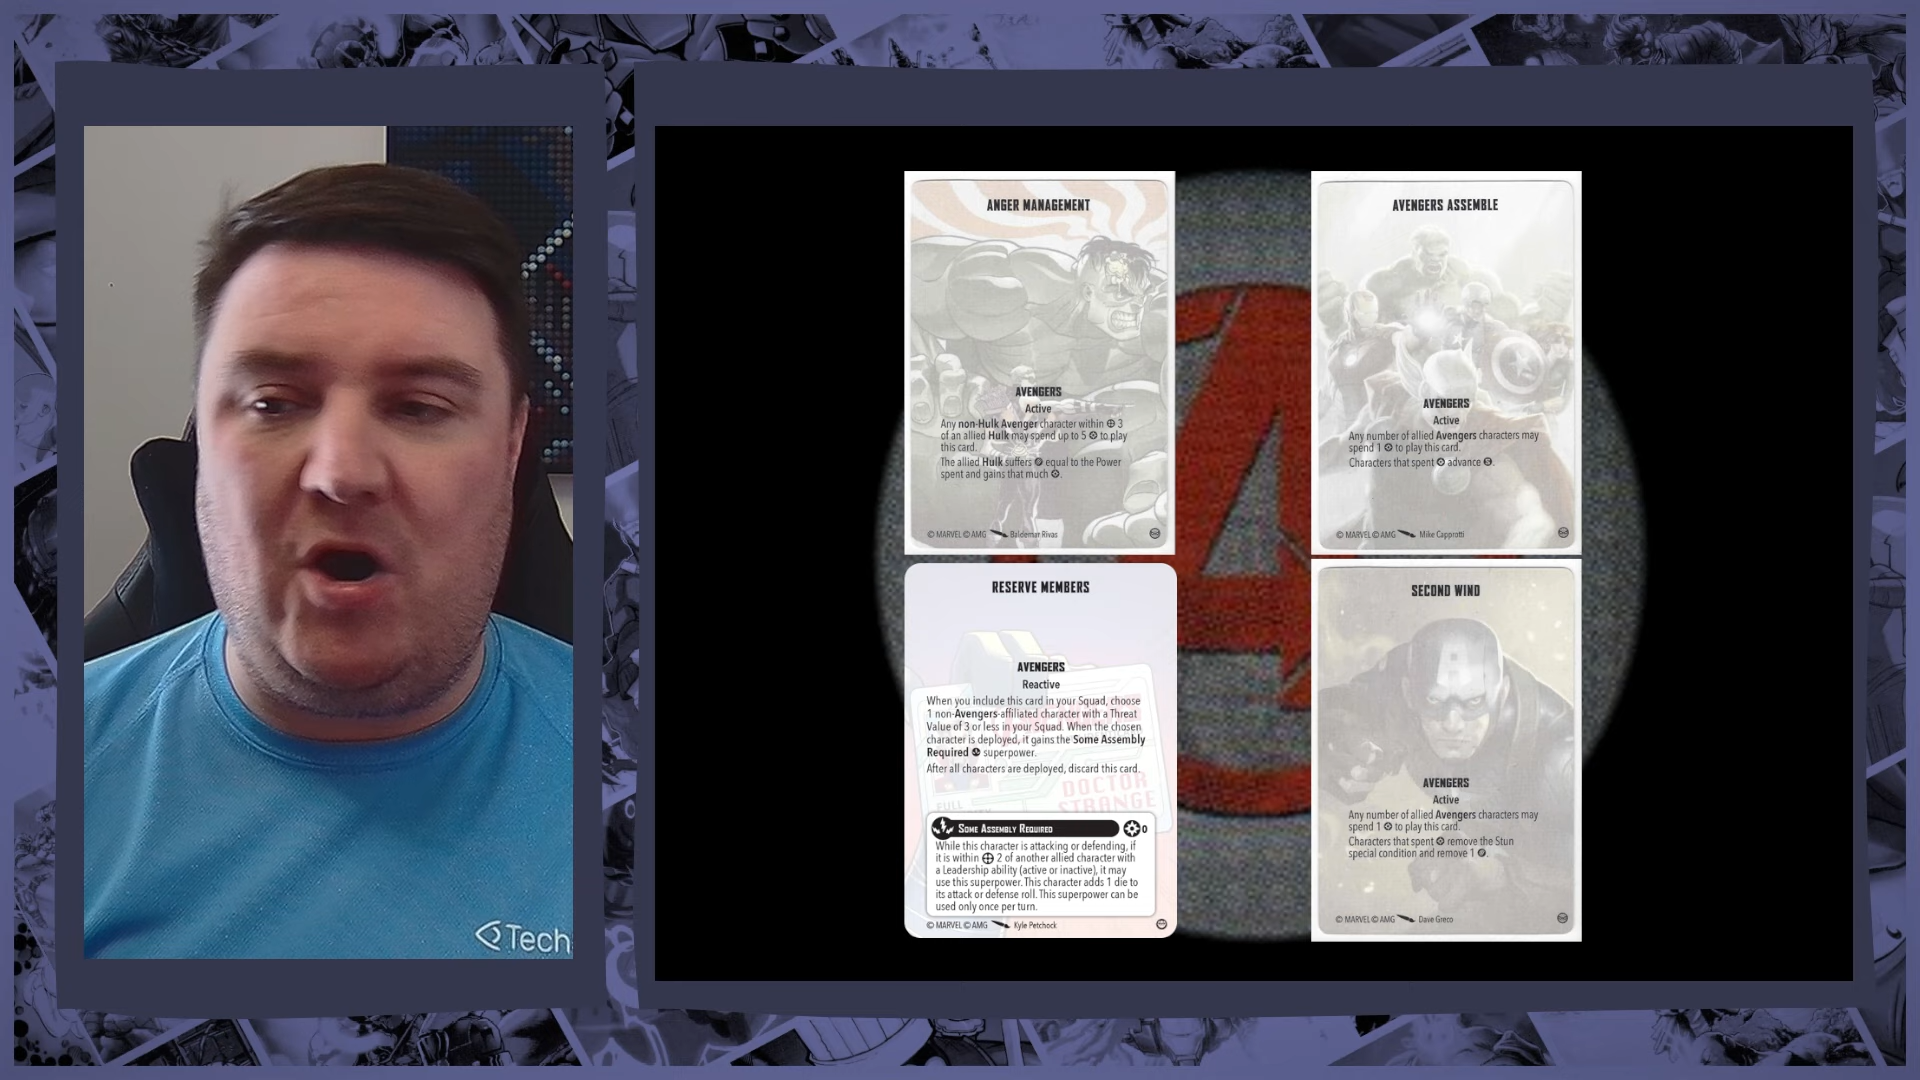 ANGER MANAGEMENT
AVENGERS
Active
Any non-Hulk Avenger character within 3
of an allied Hulk may spend up to 5 to play
this card.
The allied Hulk suffers equal to the Power
spent and gains that much .
© MARVEL © AMG Baldemar Rivas
AVENGERS ASSEMBLE
AVENGERS
Active
Any number of allied Avengers characters may
spend 1 to play this card.
Characters that spent advance S.
© MARVEL © AMG Mike Capprotti
RESERVE MEMBERS
AVENGERS
Reactive
When you include this card in your Squad, choose
1 non-Avengers-affiliated character with a Threat
Value of 3 or less in your Squad. When the chosen
character is deployed, it gains the Some Assembly
Required superpower.
After all characters are deployed, discard this card.
FULL
DOCTOR
STRANGE
SOME ASSEMBLY REQUIRED 0
While this character is attacking or defending, if
it is within 2 of another allied character with
a Leadership ability (active or inactive), it may
use this superpower. This character adds 1 die to
its attack or defense roll. This superpower can be
used only once per turn.
© MARVEL © AMG Kyle Petchock
SECOND WIND
AVENGERS
Active
Any number of allied Avengers characters may
spend 1 to play this card.
Characters that spent remove the Stun
special condition and remove 1 .
© MARVEL © AMG Dave Greco
Tech